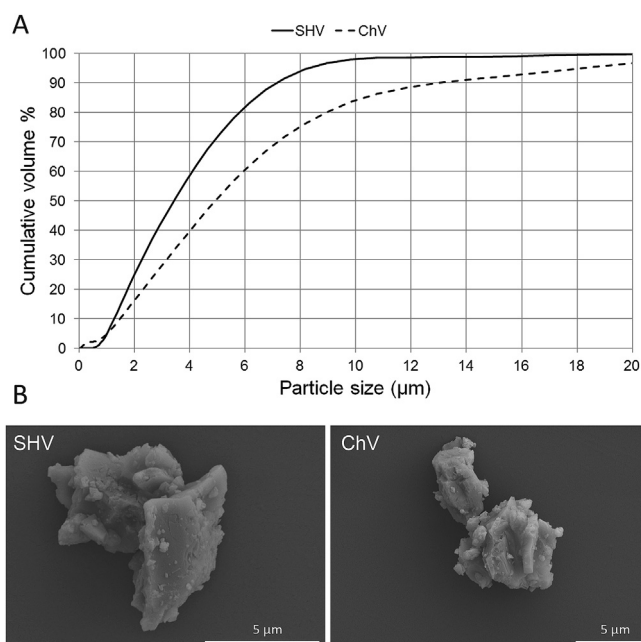 A
SHV ChV
100
90
80
70
60
50
40
30
20
10
0
Cumulative volume %
0 2 4 6 8 10 12 14 16 18 20
Particle size (µm)
B
SHV
ChV
5 µm
5 µm